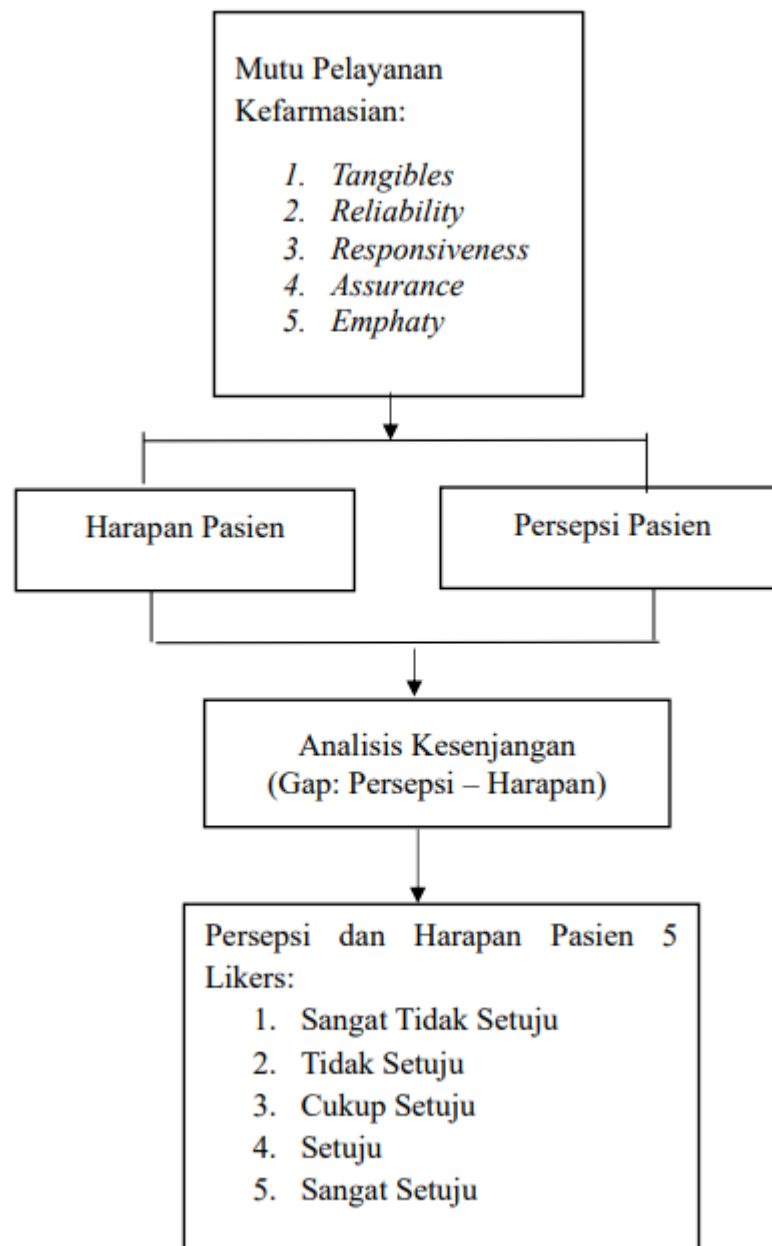 Mutu Pelayanan
Kefarmasian:
1. Tangibles
2. Reliability
3. Responsiveness
4. Assurance
5. Emphaty
Harapan Pasien
Persepsi Pasien
Analisis Kesenjangan
(Gap: Persepsi – Harapan)
Persepsi dan Harapan Pasien 5
Likers:
1. Sangat Tidak Setuju
2. Tidak Setuju
3. Cukup Setuju
4. Setuju
5. Sangat Setuju